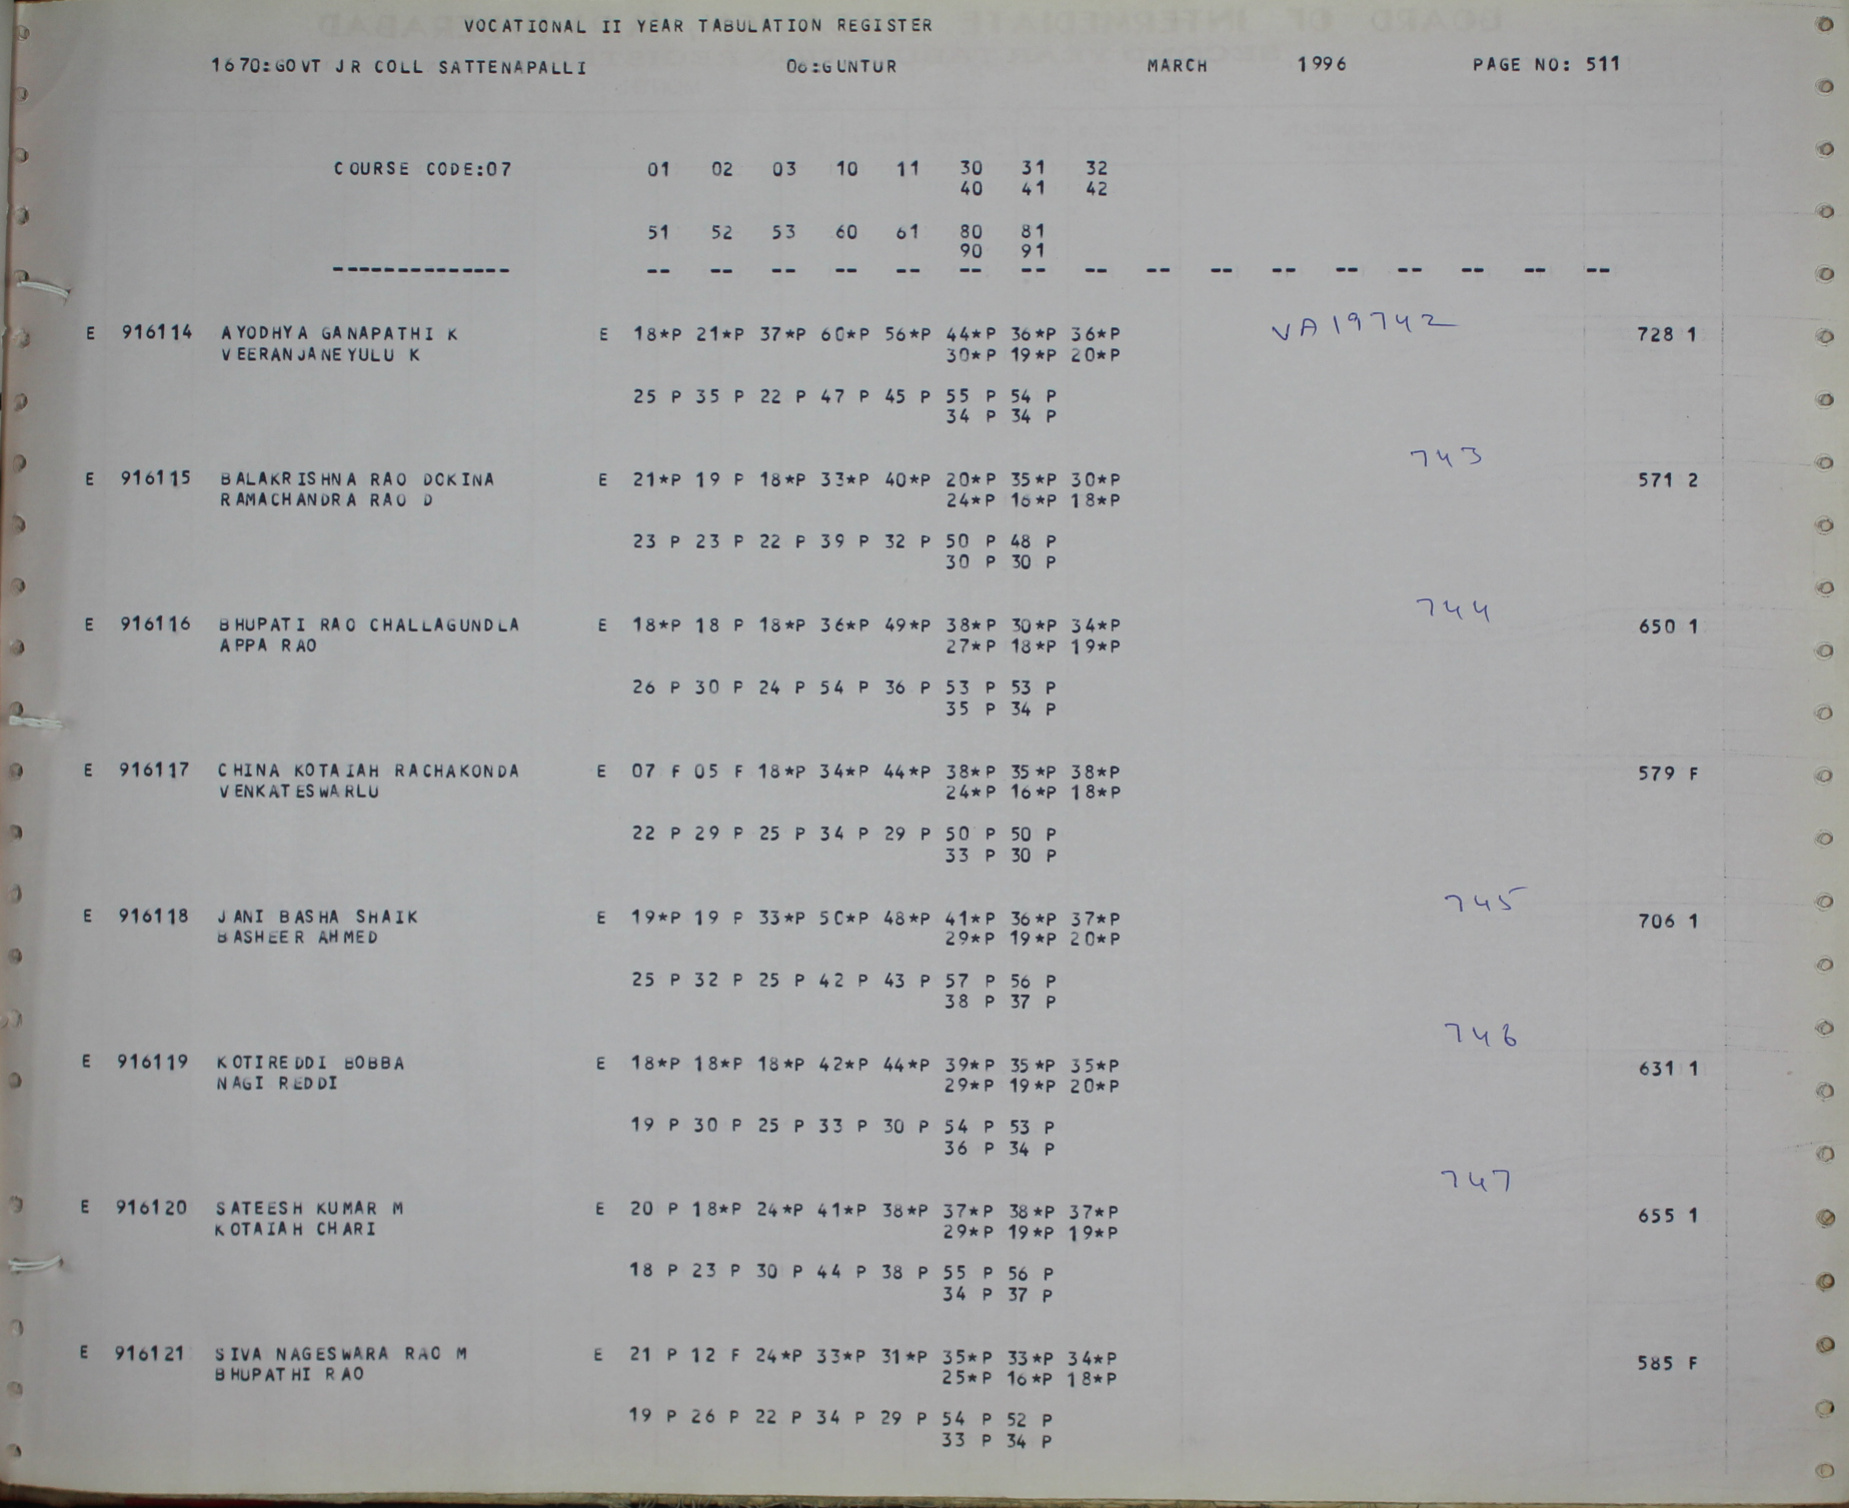 VOCATIONAL II YEAR TABULATION REGISTER
1670:GOVT JR COLL SATTENAPALLI 06:GUNTUR MARCH 1996 PAGE NO: 511
COURSE CODE:07 01 02 03 10 11 30 31 32
40 41 42
51 52 53 60 61 80 81
90 91
-------------- -- -- -- -- -- -- -- -- -- -- -- -- -- -- -- --
E 916114 AYODHYA GANAPATHI K E 18*P 21*P 37*P 60*P 56*P 44*P 36*P 36*P VA19742 728 1
VEERANJANEYULU K 30*P 19*P 20*P
25 P 35 P 22 P 47 P 45 P 55 P 54 P
34 P 34 P
743
E 916115 BALAKRISHNA RAO DOKINA E 21*P 19 P 18*P 33*P 40*P 20*P 35*P 30*P 571 2
RAMACHANDRA RAO D 24*P 16*P 18*P
23 P 23 P 22 P 39 P 32 P 50 P 48 P
30 P 30 P
744
E 916116 BHUPATI RAO CHALLAGUNDLA E 18*P 18 P 18*P 36*P 49*P 38*P 30*P 34*P 650 1
APPA RAO 27*P 18*P 19*P
26 P 30 P 24 P 54 P 36 P 53 P 53 P
35 P 34 P
E 916117 CHINA KOTAIAH RACHAKONDA E 07 F 05 F 18*P 34*P 44*P 38*P 35*P 38*P 579 F
VENKATESWARLU 24*P 16*P 18*P
22 P 29 P 25 P 34 P 29 P 50 P 50 P
33 P 30 P
745
E 916118 JANI BASHA SHAIK E 19*P 19 P 33*P 50*P 48*P 41*P 36*P 37*P 706 1
BASHEER AHMED 29*P 19*P 20*P
25 P 32 P 25 P 42 P 43 P 57 P 56 P
38 P 37 P
746
E 916119 KOTIREDDI BOBBA E 18*P 18*P 18*P 42*P 44*P 39*P 35*P 35*P 631 1
NAGI REDDI 29*P 19*P 20*P
19 P 30 P 25 P 33 P 30 P 54 P 53 P
36 P 34 P
747
E 916120 SATEESH KUMAR M E 20 P 18*P 24*P 41*P 38*P 37*P 38*P 37*P 655 1
KOTAIAH CHARI 29*P 19*P 19*P
18 P 23 P 30 P 44 P 38 P 55 P 56 P
34 P 37 P
E 916121 SIVA NAGESWARA RAO M E 21 P 12 F 24*P 33*P 31*P 35*P 33*P 34*P 585 F
BHUPATHI RAO 25*P 16*P 18*P
19 P 26 P 22 P 34 P 29 P 54 P 52 P
33 P 34 P